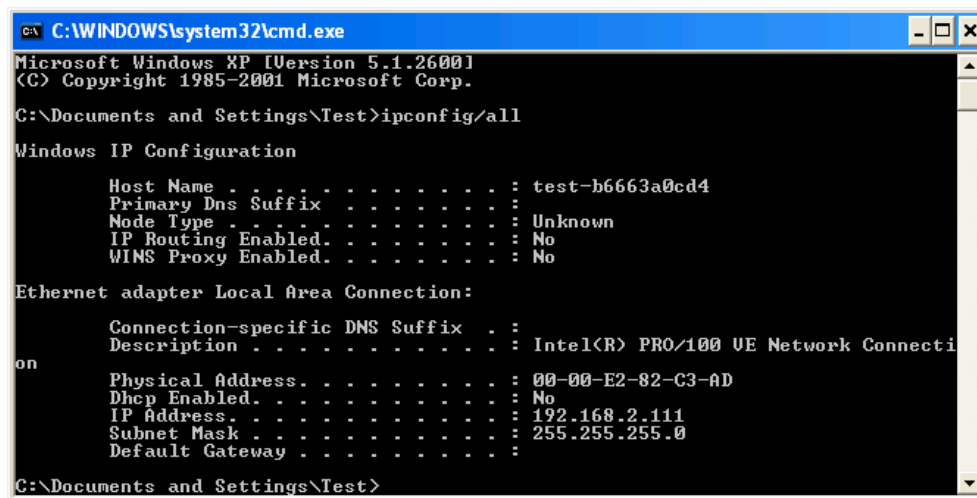 C:\WINDOWS\system32\cmd.exe
Microsoft Windows XP [Version 5.1.2600]
(C) Copyright 1985-2001 Microsoft Corp.
C:\Documents and Settings\Test>ipconfig/all
Windows IP Configuration
Host Name . . . . . . . . . . . . : test-b6663a0cd4
Primary Dns Suffix . . . . . . . :
Node Type . . . . . . . . . . . . : Unknown
IP Routing Enabled. . . . . . . . : No
WINS Proxy Enabled. . . . . . . . : No
Ethernet adapter Local Area Connection:
Connection-specific DNS Suffix . :
Description . . . . . . . . . . . : Intel(R) PRO/100 VE Network Connecti
on
Physical Address. . . . . . . . . : 00-00-E2-82-C3-AD
Dhcp Enabled. . . . . . . . . . . : No
IP Address. . . . . . . . . . . . : 192.168.2.111
Subnet Mask . . . . . . . . . . . : 255.255.255.0
Default Gateway . . . . . . . . . :
C:\Documents and Settings\Test>